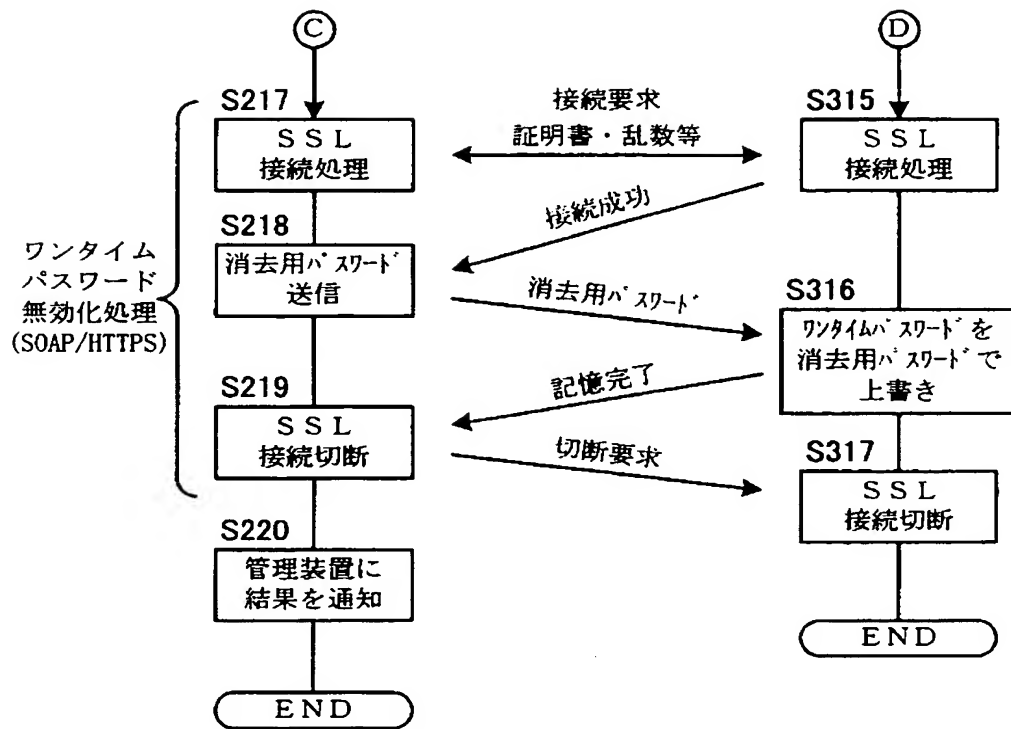 C
D
S217
SSL
接続処理
接続要求
証明書・乱数等
S315
SSL
接続処理
接続成功
S218
消去用パスワード
送信
消去用パスワード
S316
ワンタイムパスワードを
消去用パスワードで
上書き
ワンタイム
パスワード
無効化処理
(SOAP/HTTPS)
記憶完了
S219
SSL
接続切断
切断要求
S317
SSL
接続切断
S220
管理装置に
結果を通知
END
END